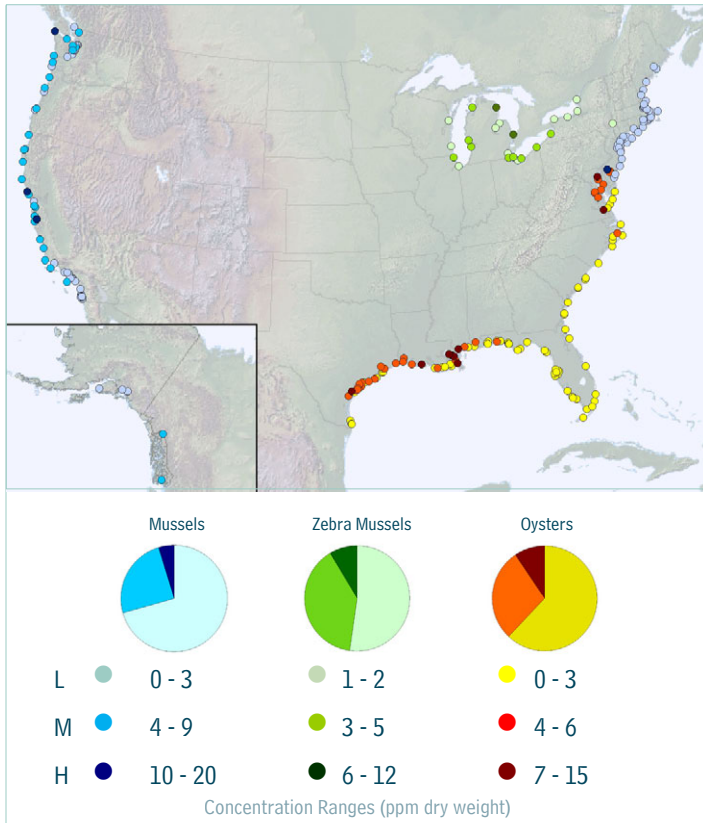 Mussels Zebra Mussels Oysters
L 0 - 3 1 - 2 0 - 3
M 4 - 9 3 - 5 4 - 6
H 10 - 20 6 - 12 7 - 15
Concentration Ranges (ppm dry weight)